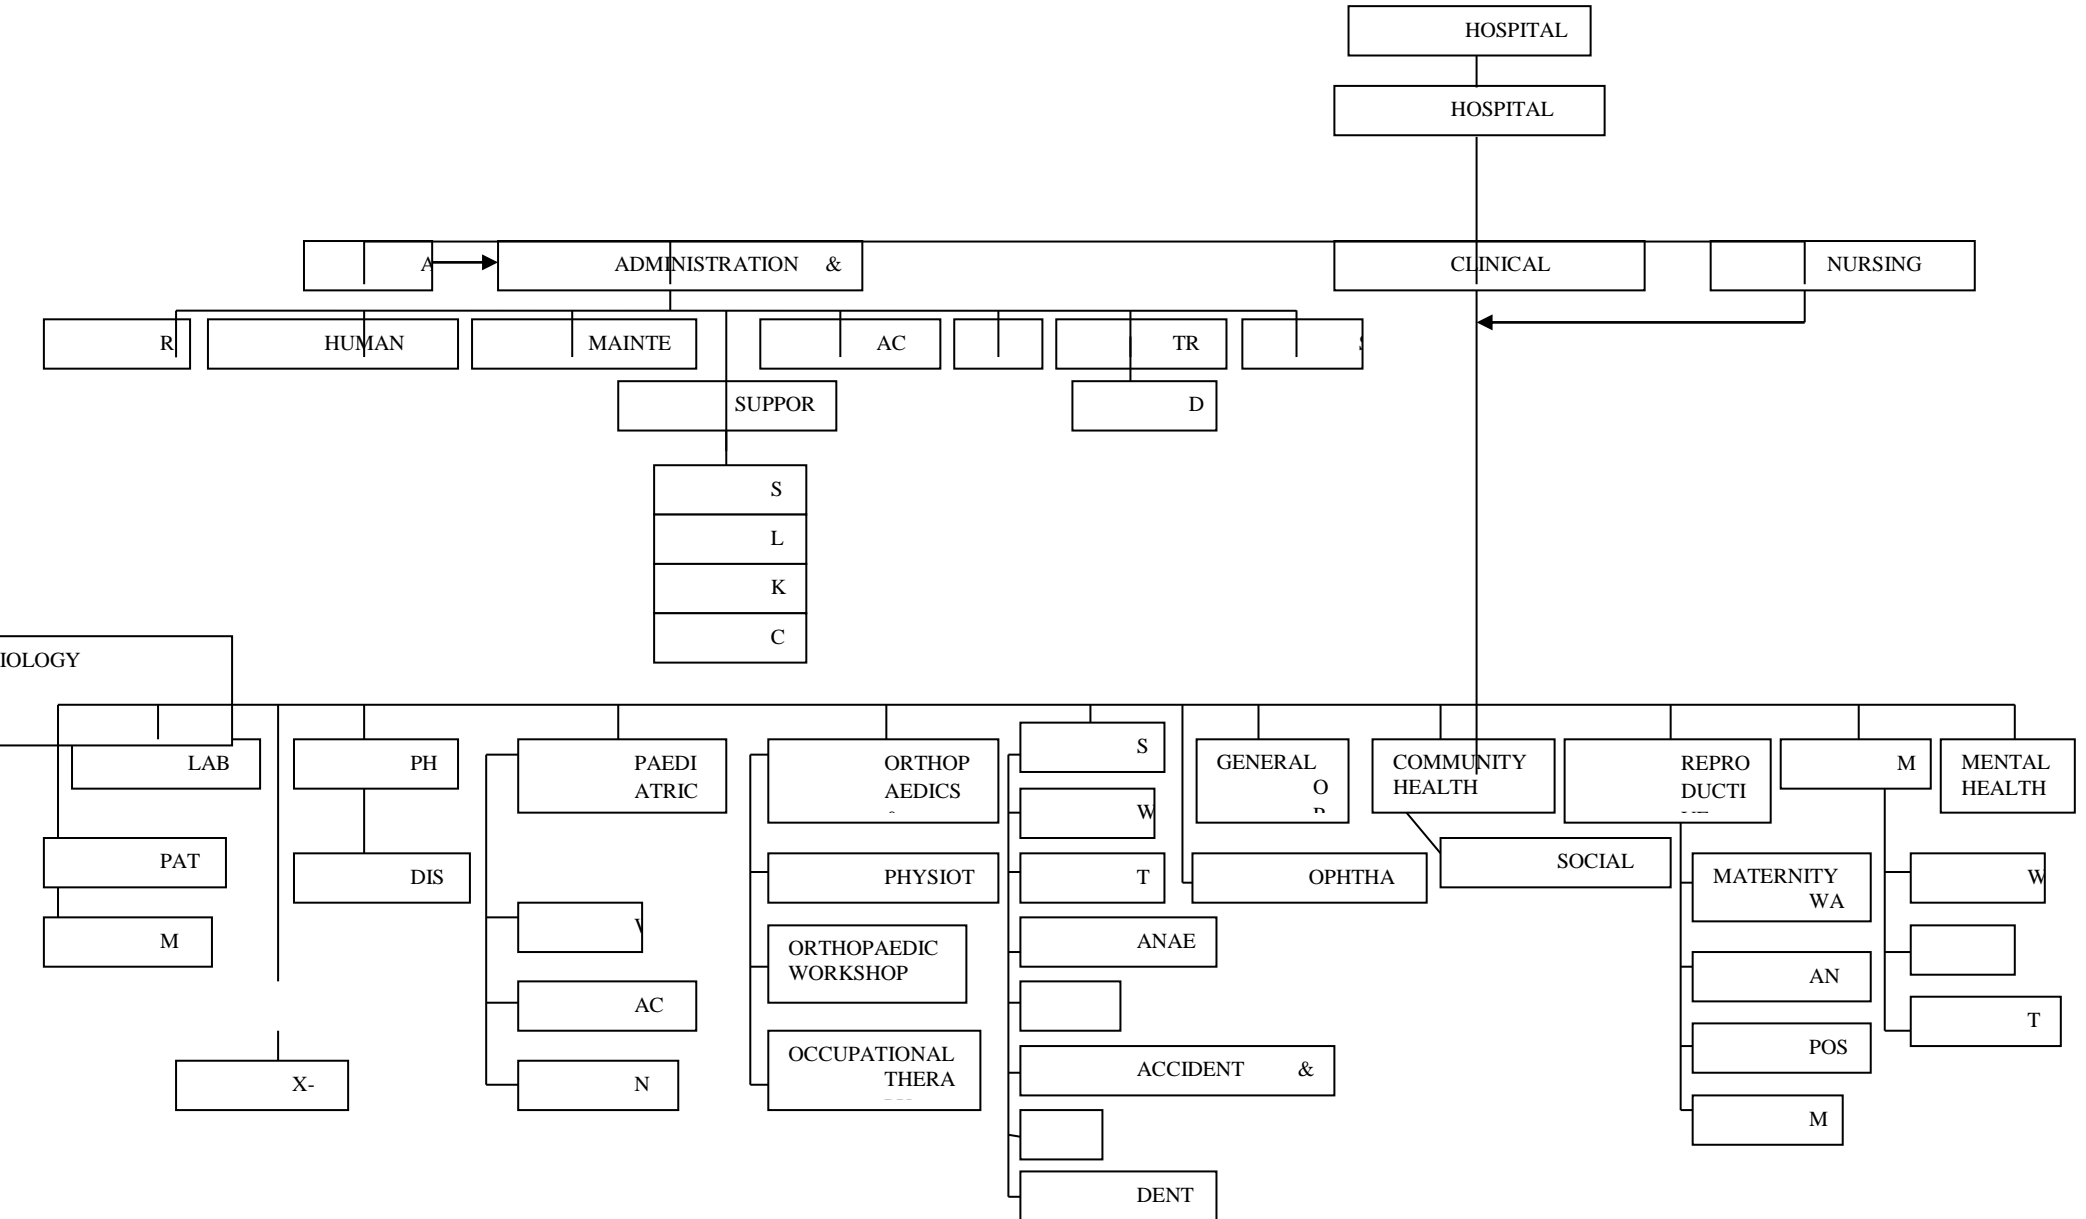 HOSPITAL
HOSPITAL
A
ADMINISTRATION &
CLINICAL
NURSING
R
HUMAN
MAINTE
AC
TR
SUPPOR
D
S
L
K
C
IOLOGY
LAB
PH
PAEDI
ATRIC
ORTHOP
AEDICS
S
GENERAL
O
COMMUNITY
HEALTH
REPRO
DUCTI
M
MENTAL
HEALTH
W
PAT
DIS
PHYSIOT
T
OPHTHA
SOCIAL
MATERNITY
WA
W
M
ORTHOPAEDIC
WORKSHOP
ANAE
AN
AC
T
X-
N
OCCUPATIONAL
THERA
ACCIDENT &
POS
M
DENT